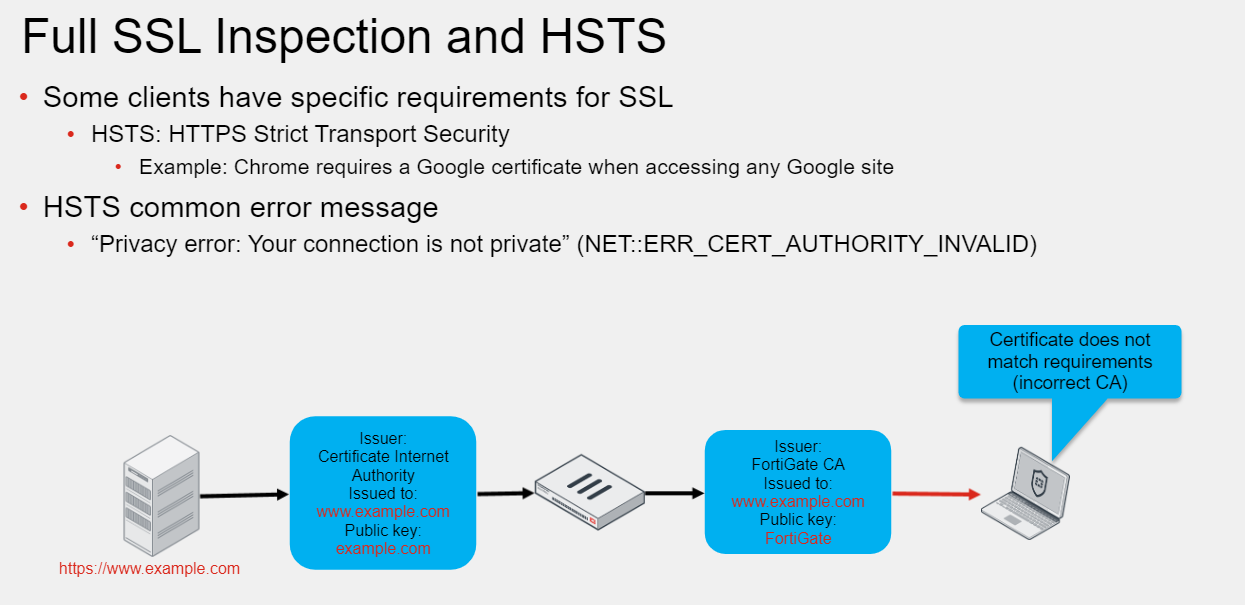 Full SSL Inspection and HSTS
• Some clients have specific requirements for SSL
• HSTS: HTTPS Strict Transport Security
• Example: Chrome requires a Google certificate when accessing any Google site
• HSTS common error message
• “Privacy error: Your connection is not private” (NET::ERR_CERT_AUTHORITY_INVALID)
Certificate does not
match requirements
(incorrect CA)
Issuer:
Certificate Internet
Authority
Issued to:
www.example.com
Public key:
example.com
Issuer:
FortiGate CA
Issued to:
www.example.com
Public key:
FortiGate
https://www.example.com